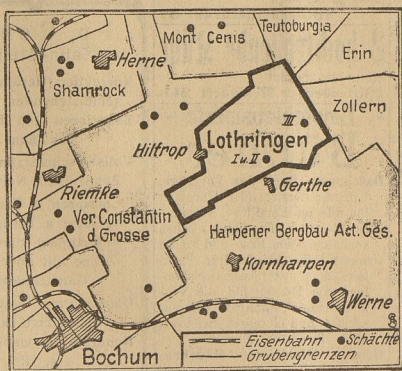 Teutoburgia
Mont Cenis
Erin
Herne
Shamrock
Zollern
III
Lothringen
Hiltrop
I u. II
Gerthe
Riemke
Ver. Constantin
d. Grosse
Harpener Bergbau Act. Ges.
Kornharpen
Werne
Bochum
Eisenbahn
Schächte
Grubengrenzen